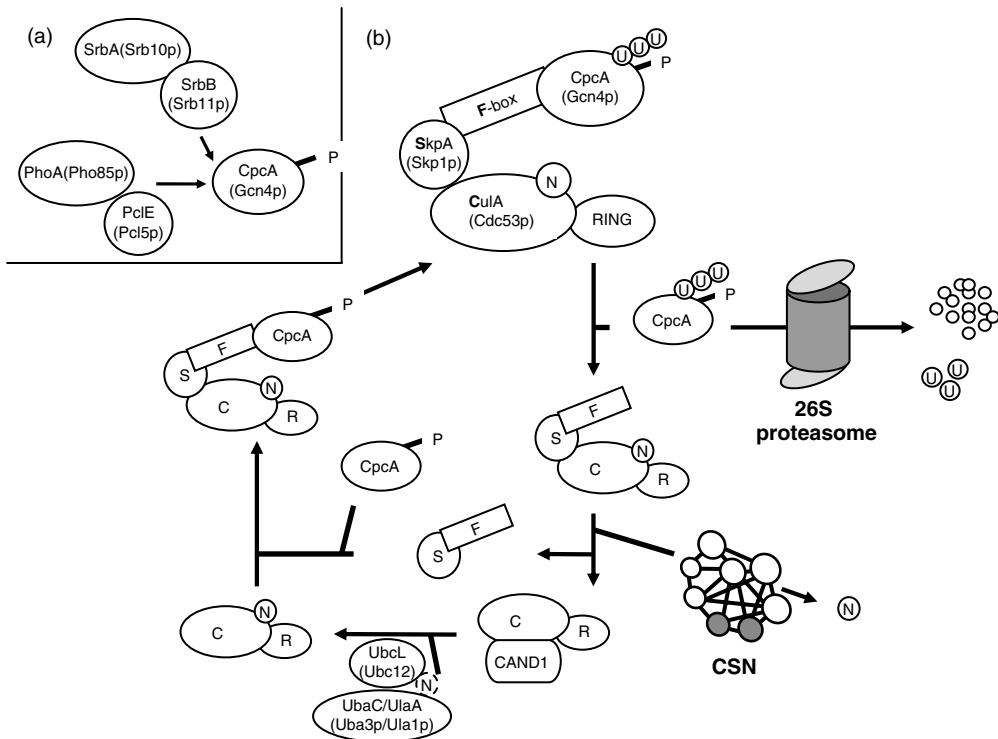 (a)
SrbA(Srb10p)
SrbB
(Srb11p)
PhoA(Pho85p)
PclE
(Pcl5p)
CpcA
(Gcn4p)
P
(b)
U U U
P
CpcA
(Gcn4p)
F-box
SkpA
(Skp1p)
N
CulA
(Cdc53p)
RING
U U U
P
CpcA
26S
proteasome
U U
U
P
CpcA
F
S
N
C
R
F
S
N
C
R
P
CpcA
F
S
CSN
N
N
C
R
C
R
CAND1
UbcL
(Ubc12)
N
UbaC/UlaA
(Uba3p/Ula1p)